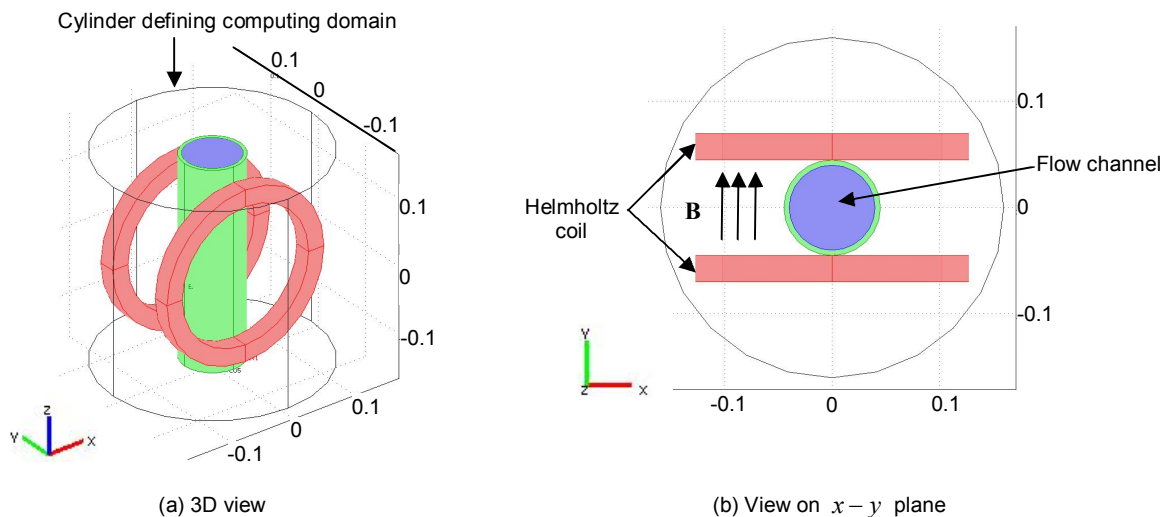 Cylinder defining computing domain
0.1
0
-0.1
0.1
0
-0.1
0.1
0
-0.1
Z
Y
X
(a) 3D view
0.1
Flow channel
Helmholtz
coil
B
0
-0.1
Y
Z
X
-0.1
0
0.1
(b) View on x – y plane